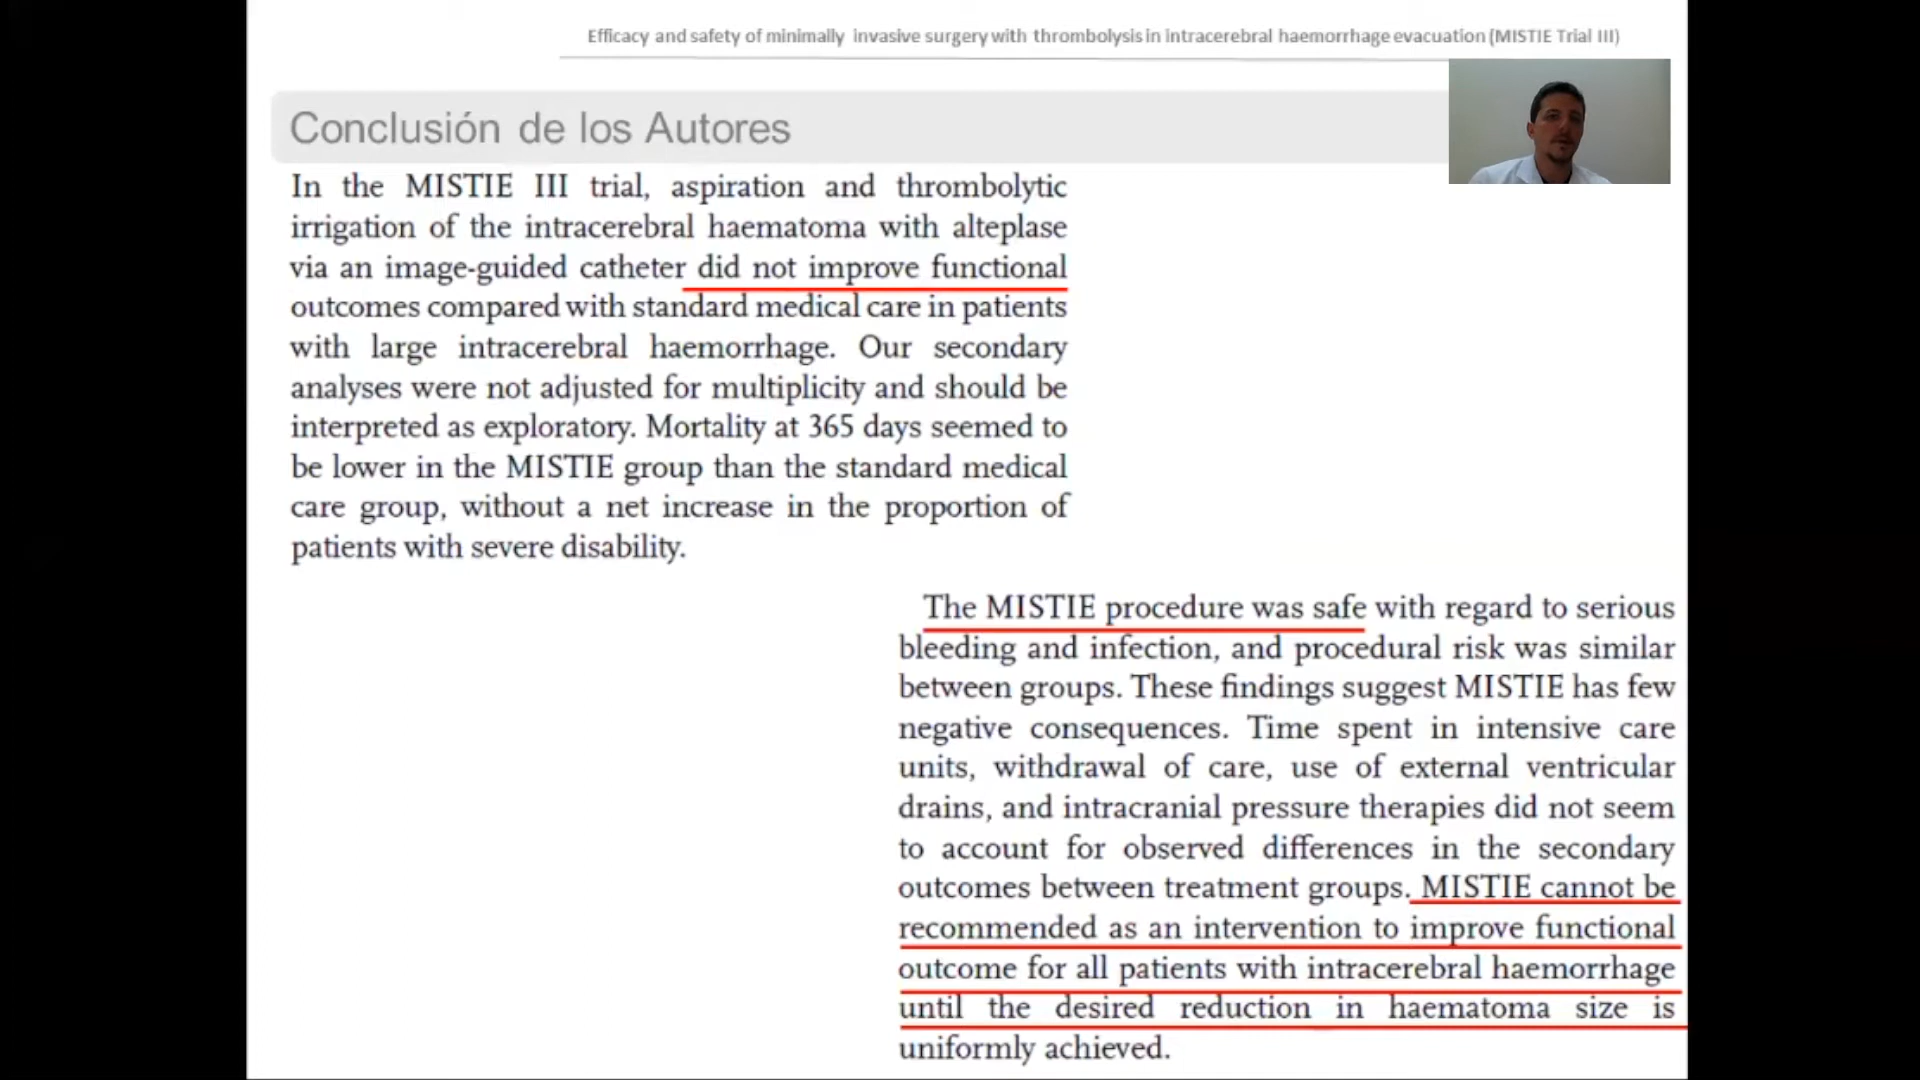 Efficacy and safety of minimally invasive surgery with thrombolysis in intracerebral haemorrhage evacuation (MISTIE Trial III)
Conclusión de los Autores
In the MISTIE III trial, aspiration and thrombolytic
irrigation of the intracerebral haematoma with alteplase
via an image-guided catheter did not improve functional
outcomes compared with standard medical care in patients
with large intracerebral haemorrhage. Our secondary
analyses were not adjusted for multiplicity and should be
interpreted as exploratory. Mortality at 365 days seemed to
be lower in the MISTIE group than the standard medical
care group, without a net increase in the proportion of
patients with severe disability.
The MISTIE procedure was safe with regard to serious
bleeding and infection, and procedural risk was similar
between groups. These findings suggest MISTIE has few
negative consequences. Time spent in intensive care
units, withdrawal of care, use of external ventricular
drains, and intracranial pressure therapies did not seem
to account for observed differences in the secondary
outcomes between treatment groups. MISTIE cannot be
recommended as an intervention to improve functional
outcome for all patients with intracerebral haemorrhage
until the desired reduction in haematoma size is
uniformly achieved.